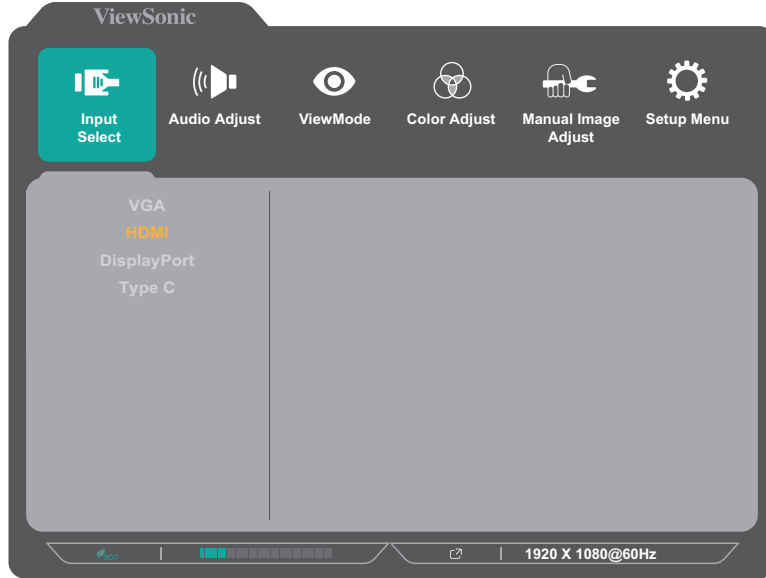 ViewSonic
Input
Select
Audio Adjust
ViewMode
Color Adjust
Manual Image
Adjust
Setup Menu
VGA
HDMI
DisplayPort
Type C
eco
1920 X 1080@60Hz